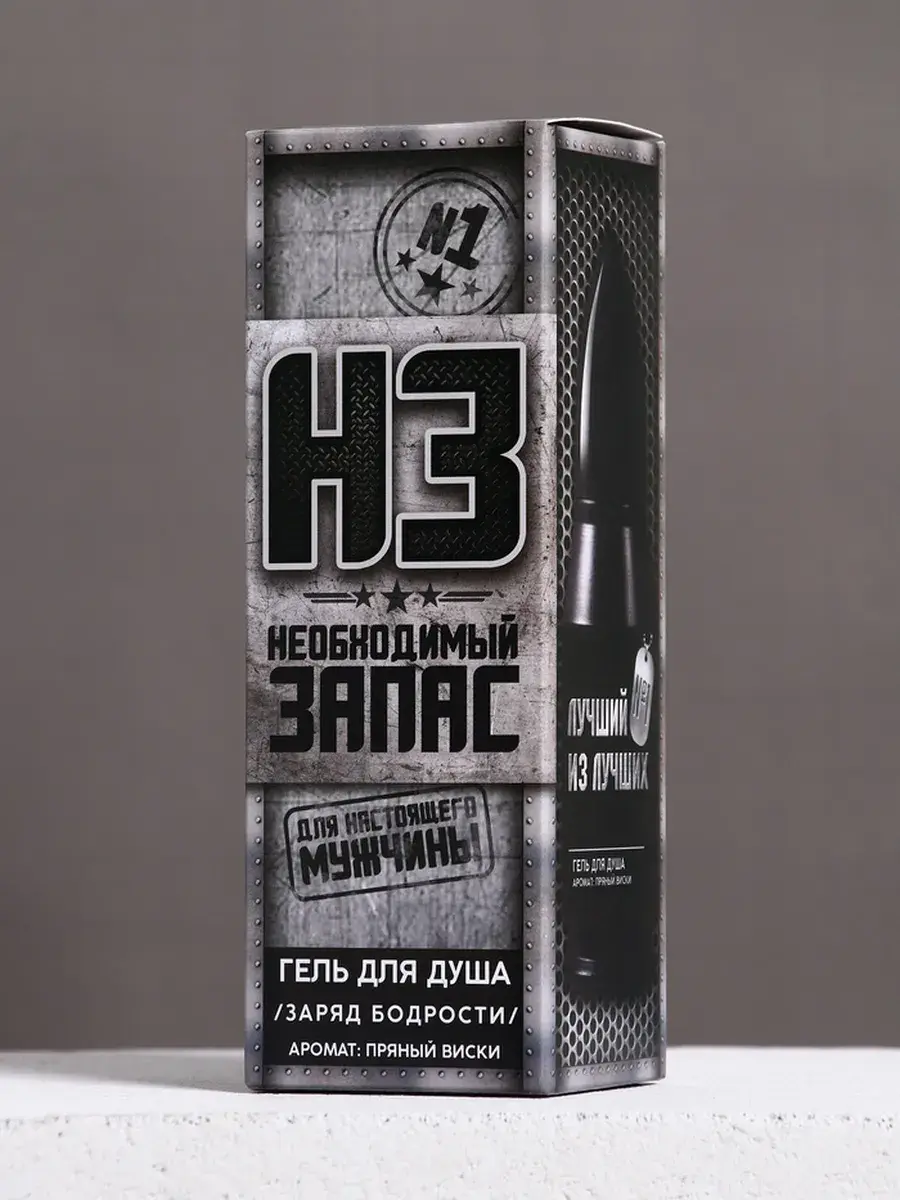 N1
НЗ
НЕОБХОДИМЫЙ
ЗАПАС
ДЛЯ НАСТОЯЩЕГО
МУЖЧИНЫ
ГЕЛЬ ДЛЯ ДУША
/ЗАРЯД БОДРОСТИ/
АРОМАТ: ПРЯНЫЙ ВИСКИ
№1
ЛУЧШИЙ
ИЗ ЛУЧШИХ
ГЕЛЬ ДЛЯ ДУША
АРОМАТ: ПРЯНЫЙ ВИСКИ